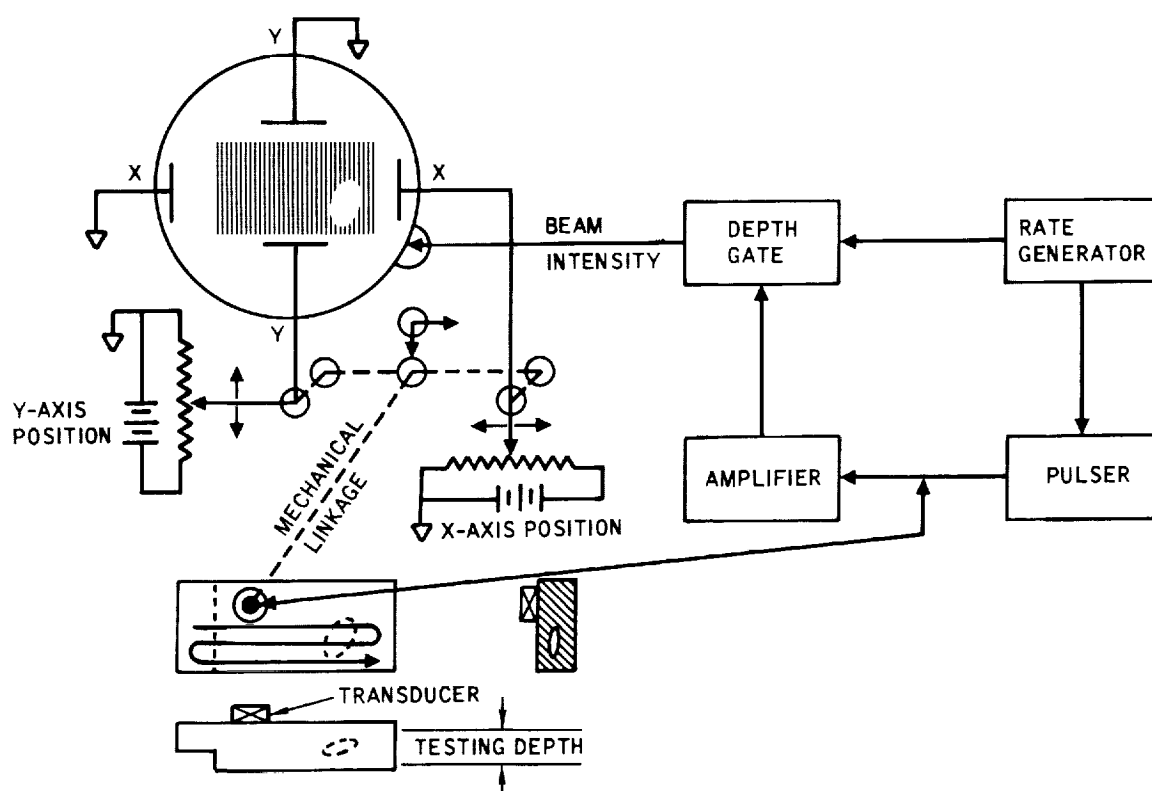 Y
X
X
Y
BEAM
INTENSITY
DEPTH
GATE
RATE
GENERATOR
Y-AXIS
POSITION
AMPLIFIER
PULSER
MECHANICAL
LINKAGE
X-AXIS POSITION
TRANSDUCER
TESTING DEPTH